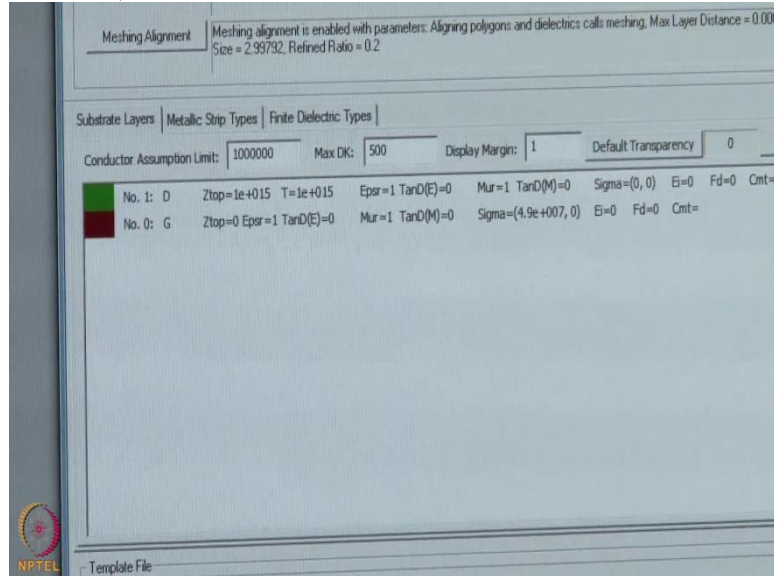 Meshing Alignment
Meshing alignment is enabled with parameters: Aligning polygons and dielectrics calls meshing, Max Layer Distance = 0.00
Size = 2.99792, Refined Ratio = 0.2
Substrate Layers Metallic Strip Types Finite Dielectric Types
Conductor Assumption Limit: 1000000 Max DK: 500 Display Margin: 1 Default Transparency 0
No. 1: D Ztop=1e+015 T=1e+015 Epsr=1 TanD(E)=0 Mur=1 TanD(M)=0 Sigma=(0, 0) Ei=0 Fd=0 Cmt=
No. 0: G Ztop=0 Epsr=1 TanD(E)=0 Mur=1 TanD(M)=0 Sigma=(4.9e+007, 0) Ei=0 Fd=0 Cmt=
Template File
NPTEL